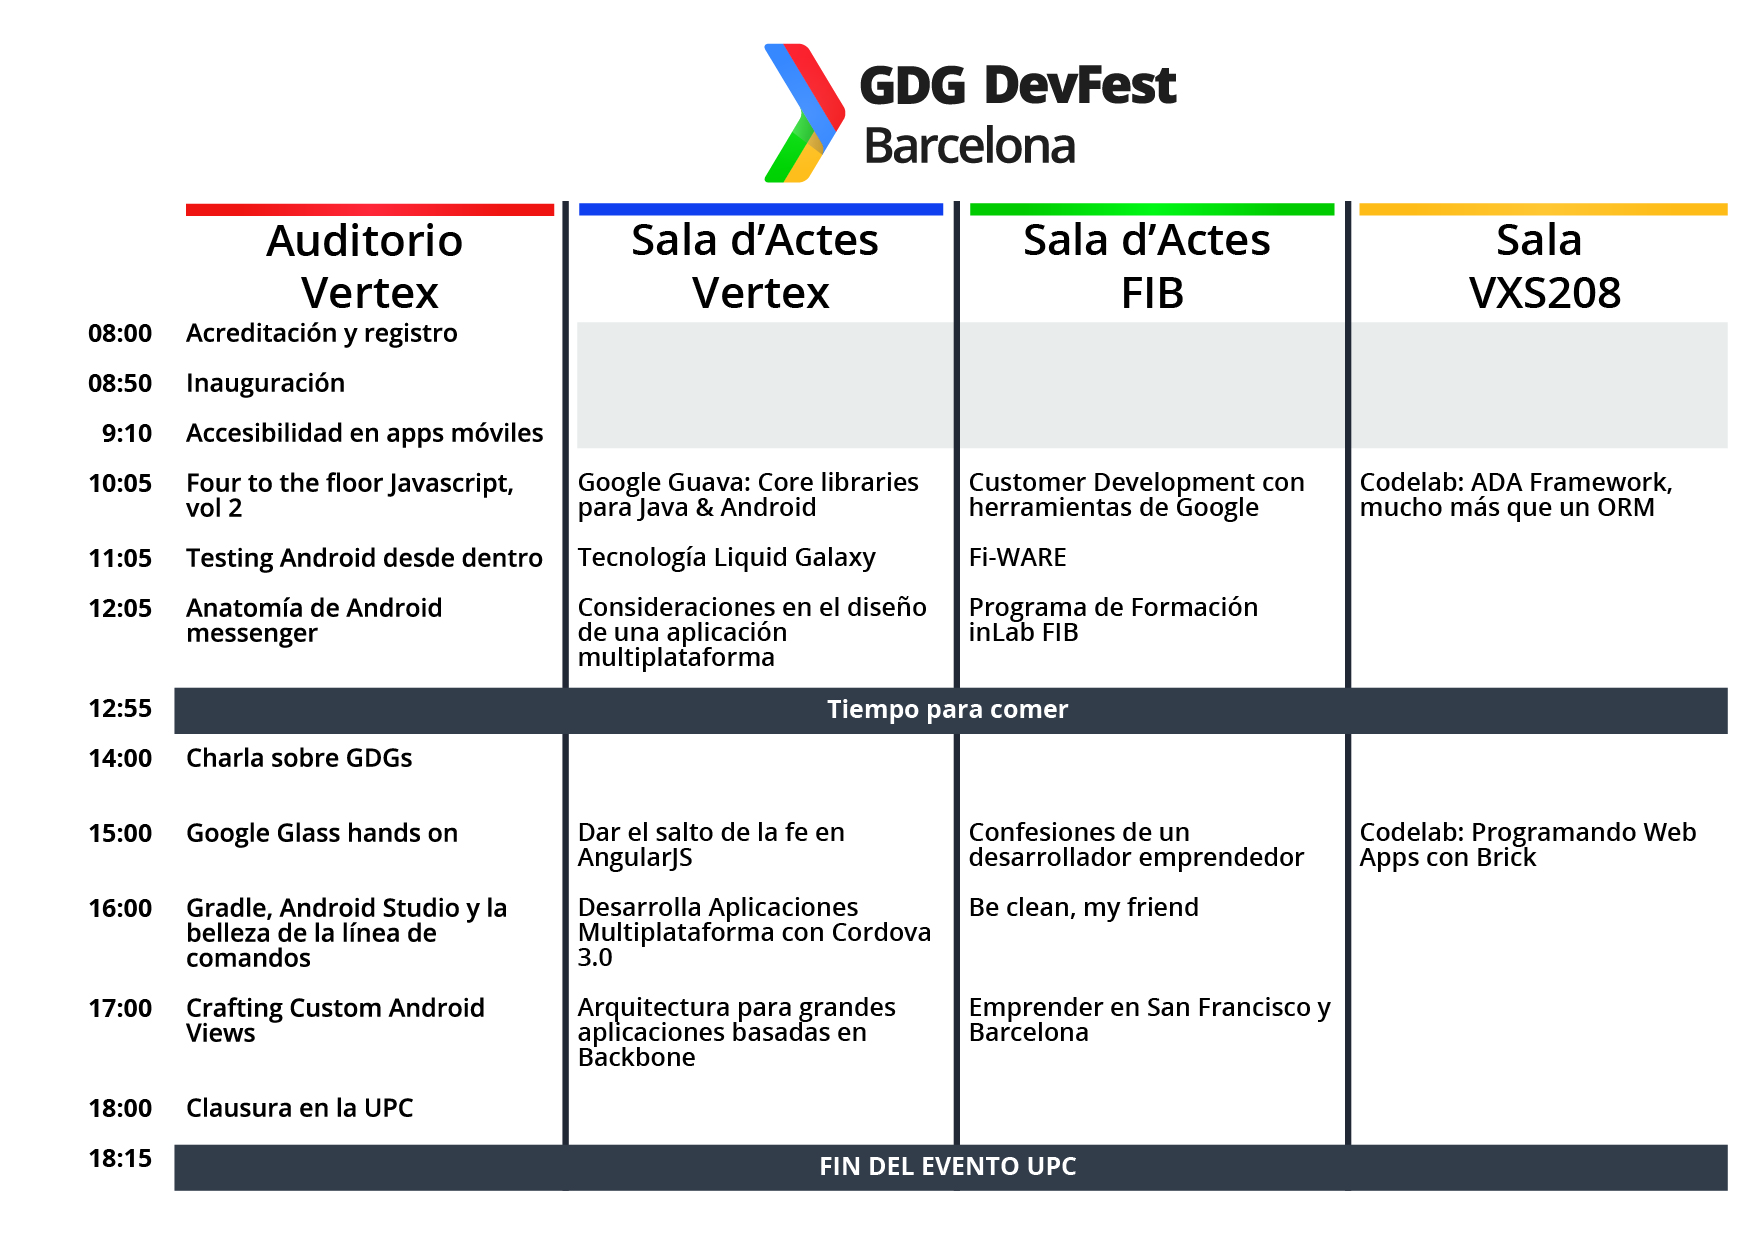 GDG DevFest
Barcelona
Auditorio
Vertex
Sala d’Actes
Vertex
Sala d’Actes
FIB
Sala
VXS208
08:00
Acreditación y registro
08:50
Inauguración
9:10
Accesibilidad en apps móviles
10:05
Four to the floor Javascript,
vol 2
Google Guava: Core libraries
para Java & Android
Customer Development con
herramientas de Google
Codelab: ADA Framework,
mucho más que un ORM
11:05
Testing Android desde dentro
Tecnología Liquid Galaxy
Fi-WARE
12:05
Anatomía de Android
messenger
Consideraciones en el diseño
de una aplicación
multiplataforma
Programa de Formación
inLab FIB
12:55
Tiempo para comer
14:00
Charla sobre GDGs
15:00
Google Glass hands on
Dar el salto de la fe en
AngularJS
Confesiones de un
desarrollador emprendedor
Codelab: Programando Web
Apps con Brick
16:00
Gradle, Android Studio y la
belleza de la línea de
comandos
Desarrolla Aplicaciones
Multiplataforma con Cordova
3.0
Be clean, my friend
17:00
Crafting Custom Android
Views
Arquitectura para grandes
aplicaciones basadas en
Backbone
Emprender en San Francisco y
Barcelona
18:00
Clausura en la UPC
18:15
FIN DEL EVENTO UPC